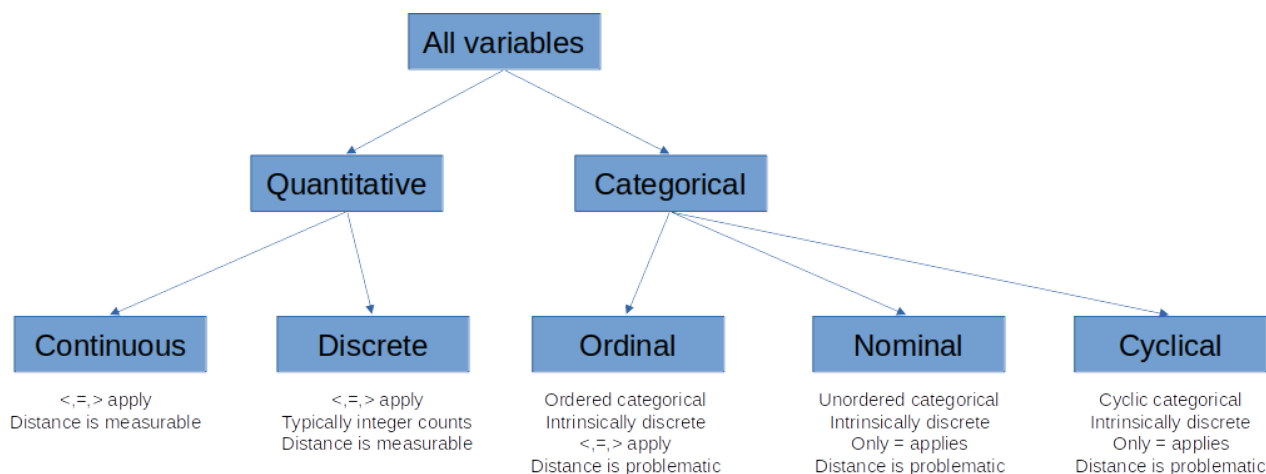 All variables
Quantitative
Categorical
Continuous
Discrete
Ordinal
Nominal
Cyclical
<,=,> apply
Distance is measurable
<,=,> apply
Typically integer counts
Distance is measurable
Ordered categorical
Intrinsically discrete
<,=,> apply
Distance is problematic
Unordered categorical
Intrinsically discrete
Only = applies
Distance is problematic
Cyclic categorical
Intrinsically discrete
Only = applies
Distance is problematic